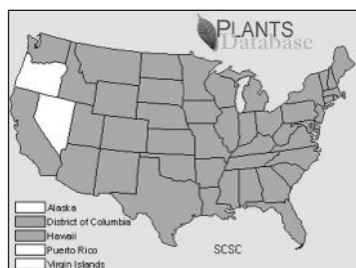 PLANTS
Database
Alaska
District of Columbia
Hawaii
Puerto Rico
Virgin Islands
SCSC